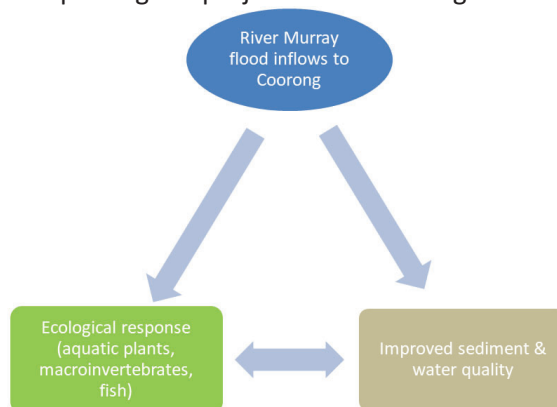 River Murray
flood inflows to
Coorong
Ecological response
(aquatic plants,
macroinvertebrates,
fish)
Improved sediment &
water quality